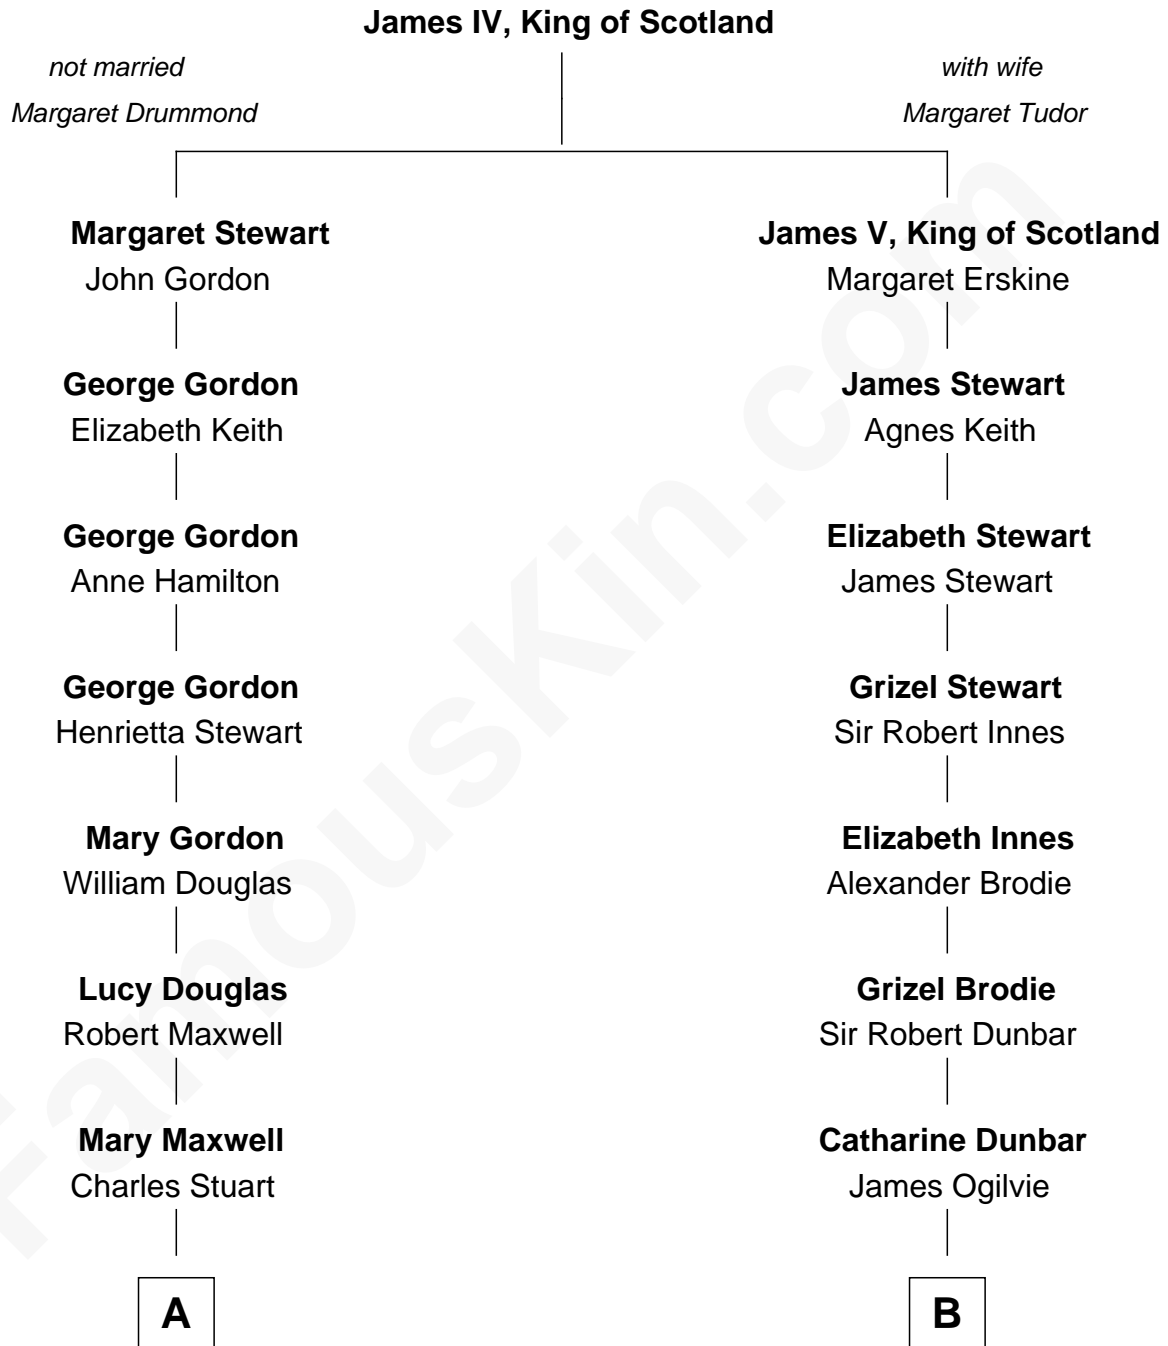 James IV, King of Scotland
not married
Margaret Drummond
with wife
Margaret Tudor
Margaret Stewart
John Gordon
James V, King of Scotland
Margaret Erskine
George Gordon
Elizabeth Keith
James Stewart
Agnes Keith
George Gordon
Anne Hamilton
Elizabeth Stewart
James Stewart
George Gordon
Henrietta Stewart
Grizel Stewart
Sir Robert Innes
Mary Gordon
William Douglas
Elizabeth Innes
Alexander Brodie
Lucy Douglas
Robert Maxwell
Grizel Brodie
Sir Robert Dunbar
Mary Maxwell
Charles Stuart
Catharine Dunbar
James Ogilvie
A
B
FamousKin.com